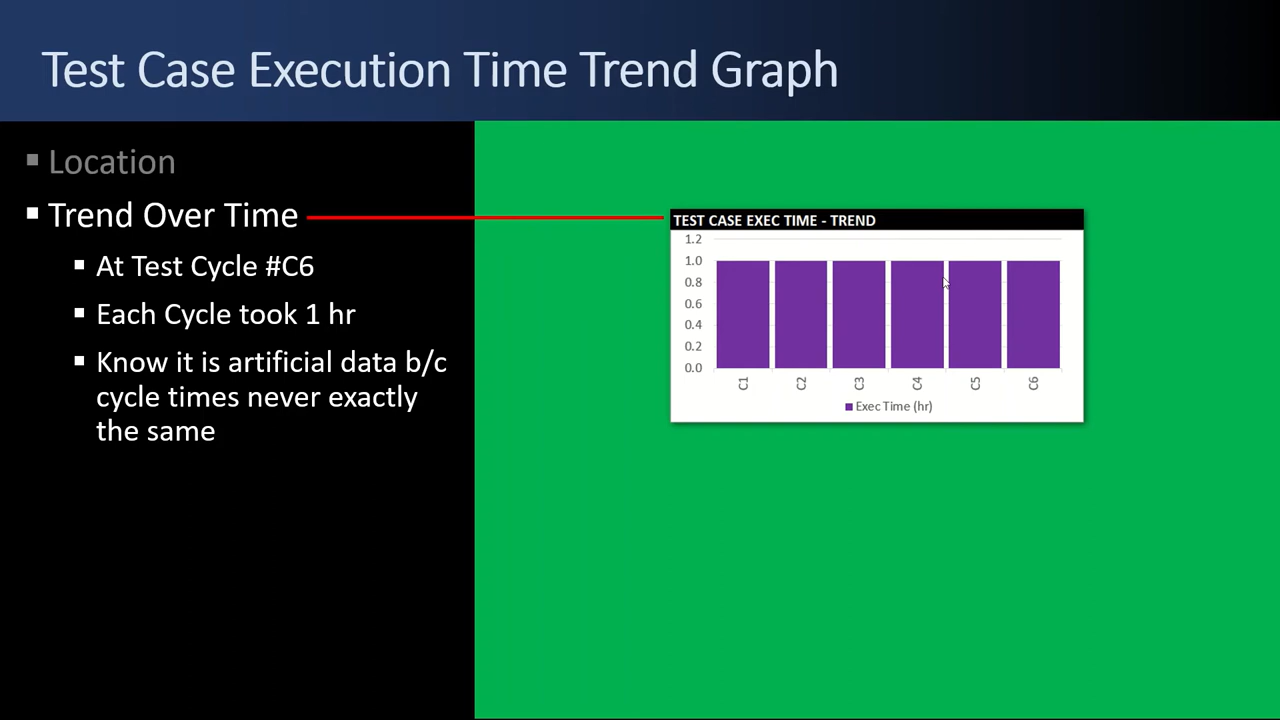 Test Case Execution Time Trend Graph
Location
Trend Over Time
At Test Cycle #C6
Each Cycle took 1 hr
Know it is artificial data b/c
cycle times never exactly
the same
TEST CASE EXEC TIME - TREND
1.2
1.0
0.8
0.6
0.4
0.2
0.0
C1 C2 C3 C4 C5 C6
Exec Time (hr)